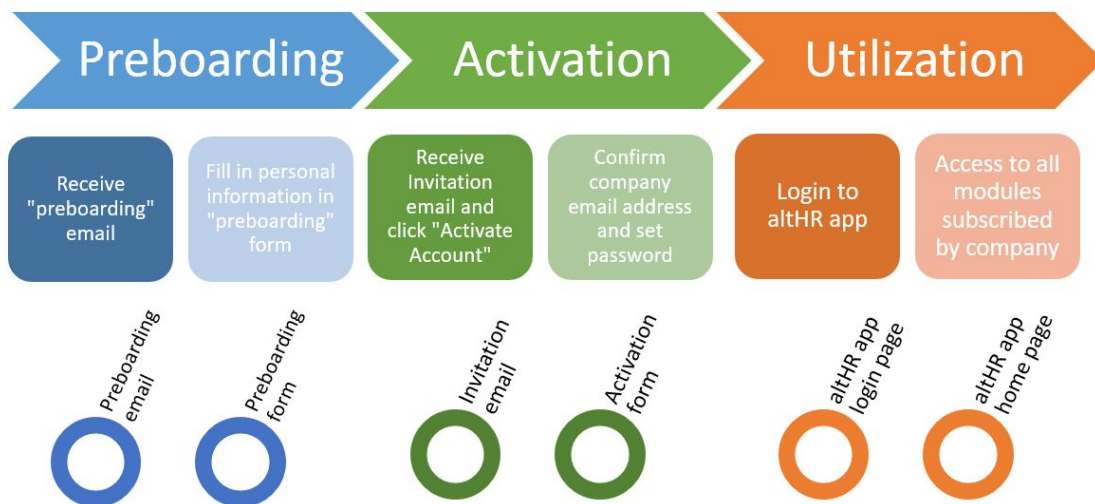 Preboarding
Activation
Utilization
Receive
"preboarding"
email
Fill in personal
information in
"preboarding"
form
Receive
Invitation
email and
click "Activate
Account"
Confirm
company
email address
and set
password
Login to
altHR app
Access to all
modules
subscribed
by company
Preboarding
email
Preboarding
form
Invitation
email
Activation
form
altHR app
login page
altHR app
home page